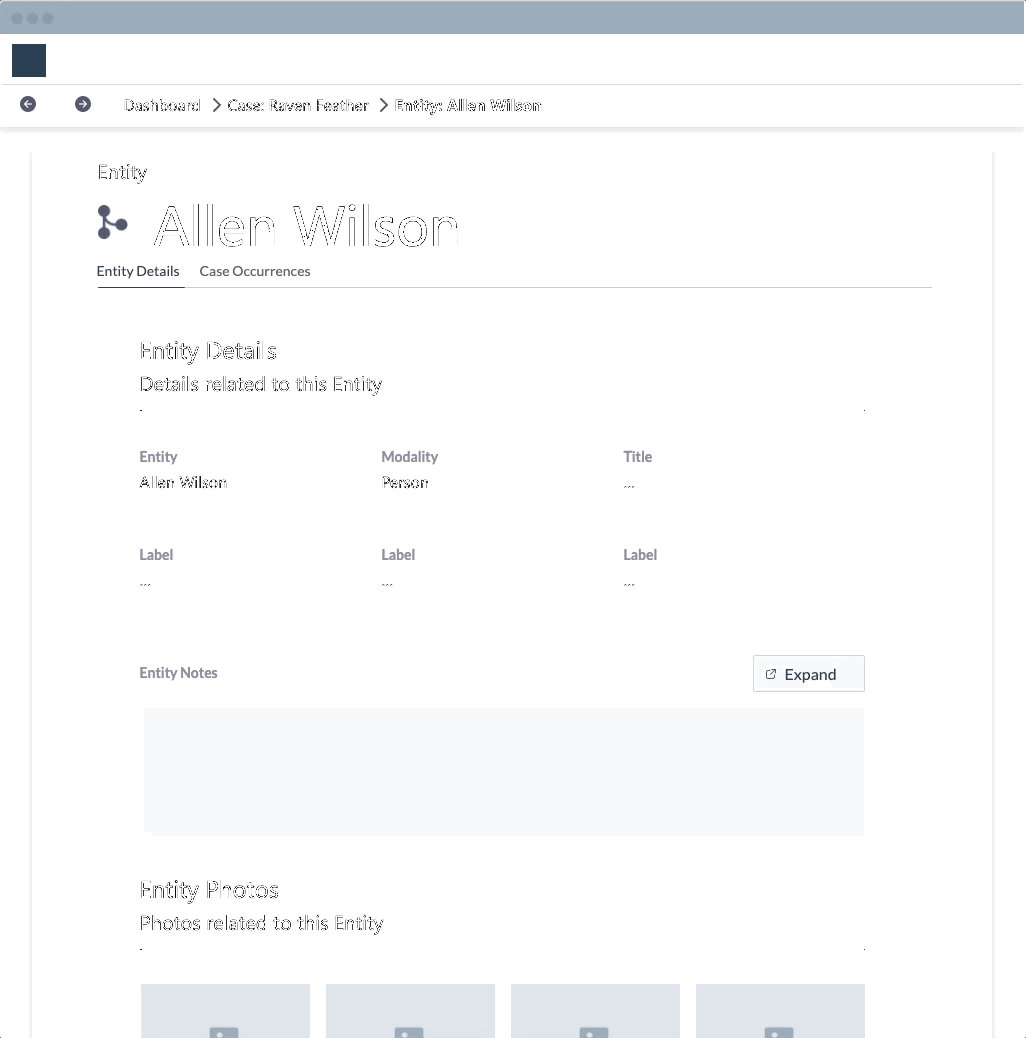 Dashboard > Case: Raven Feather > Entity: Allen Wilson
Entity
Allen Wilson
Entity Details Case Occurrences
Entity Details
Details related to this Entity
Entity Modality Title
Allen Wilson Person ...
Label Label Label
... ... ...
Entity Notes Expand
Entity Photos
Photos related to this Entity